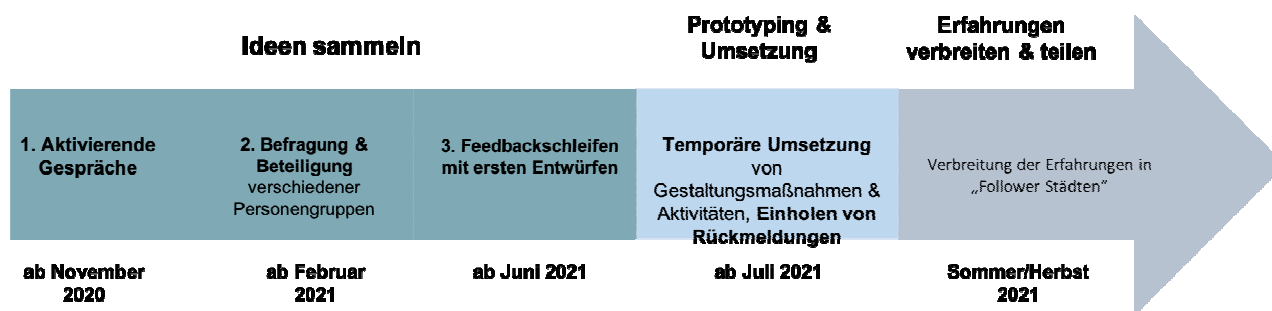 Ideen sammeln
Prototyping &
Umsetzung
Erfahrungen
verbreiten & teilen
1. Aktivierende
Gespräche
2. Befragung &
Beteiligung
verschiedener
Personengruppen
3. Feedbackschleifen
mit ersten Entwürfen
Temporäre Umsetzung
von
Gestaltungsmaßnahmen &
Aktivitäten, Einholen von
Rückmeldungen
Verbreitung der Erfahrungen in
„Follower Städten“
ab November
2020
ab Februar
2021
ab Juni 2021
ab Juli 2021
Sommer/Herbst
2021